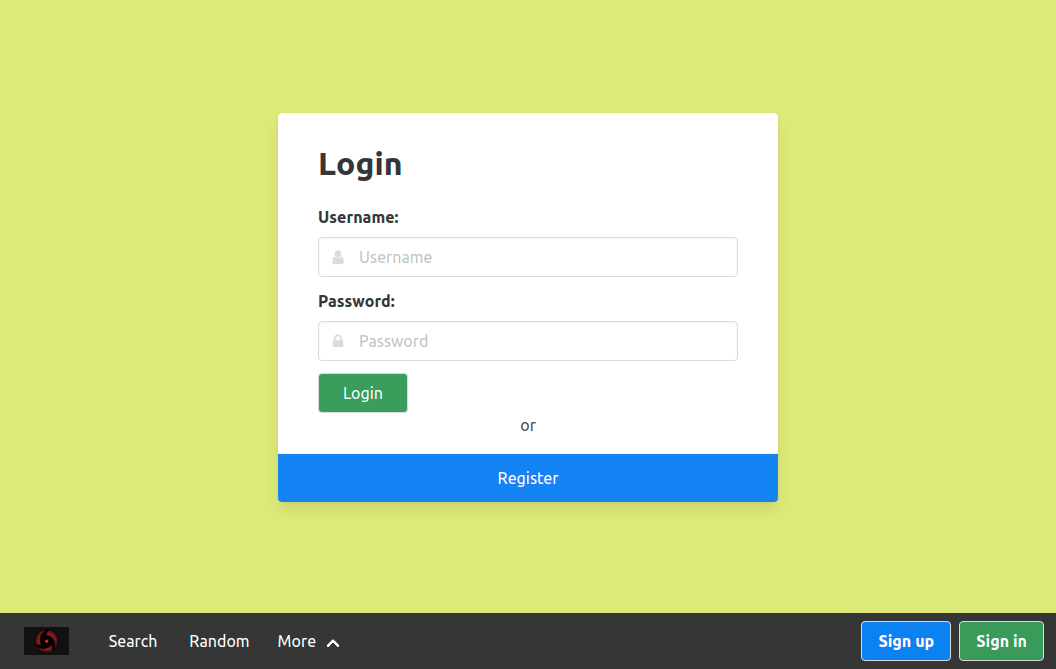 Login
Username:
Username
Password:
Password
Login
or
Register
Search Random More Sign up Sign in